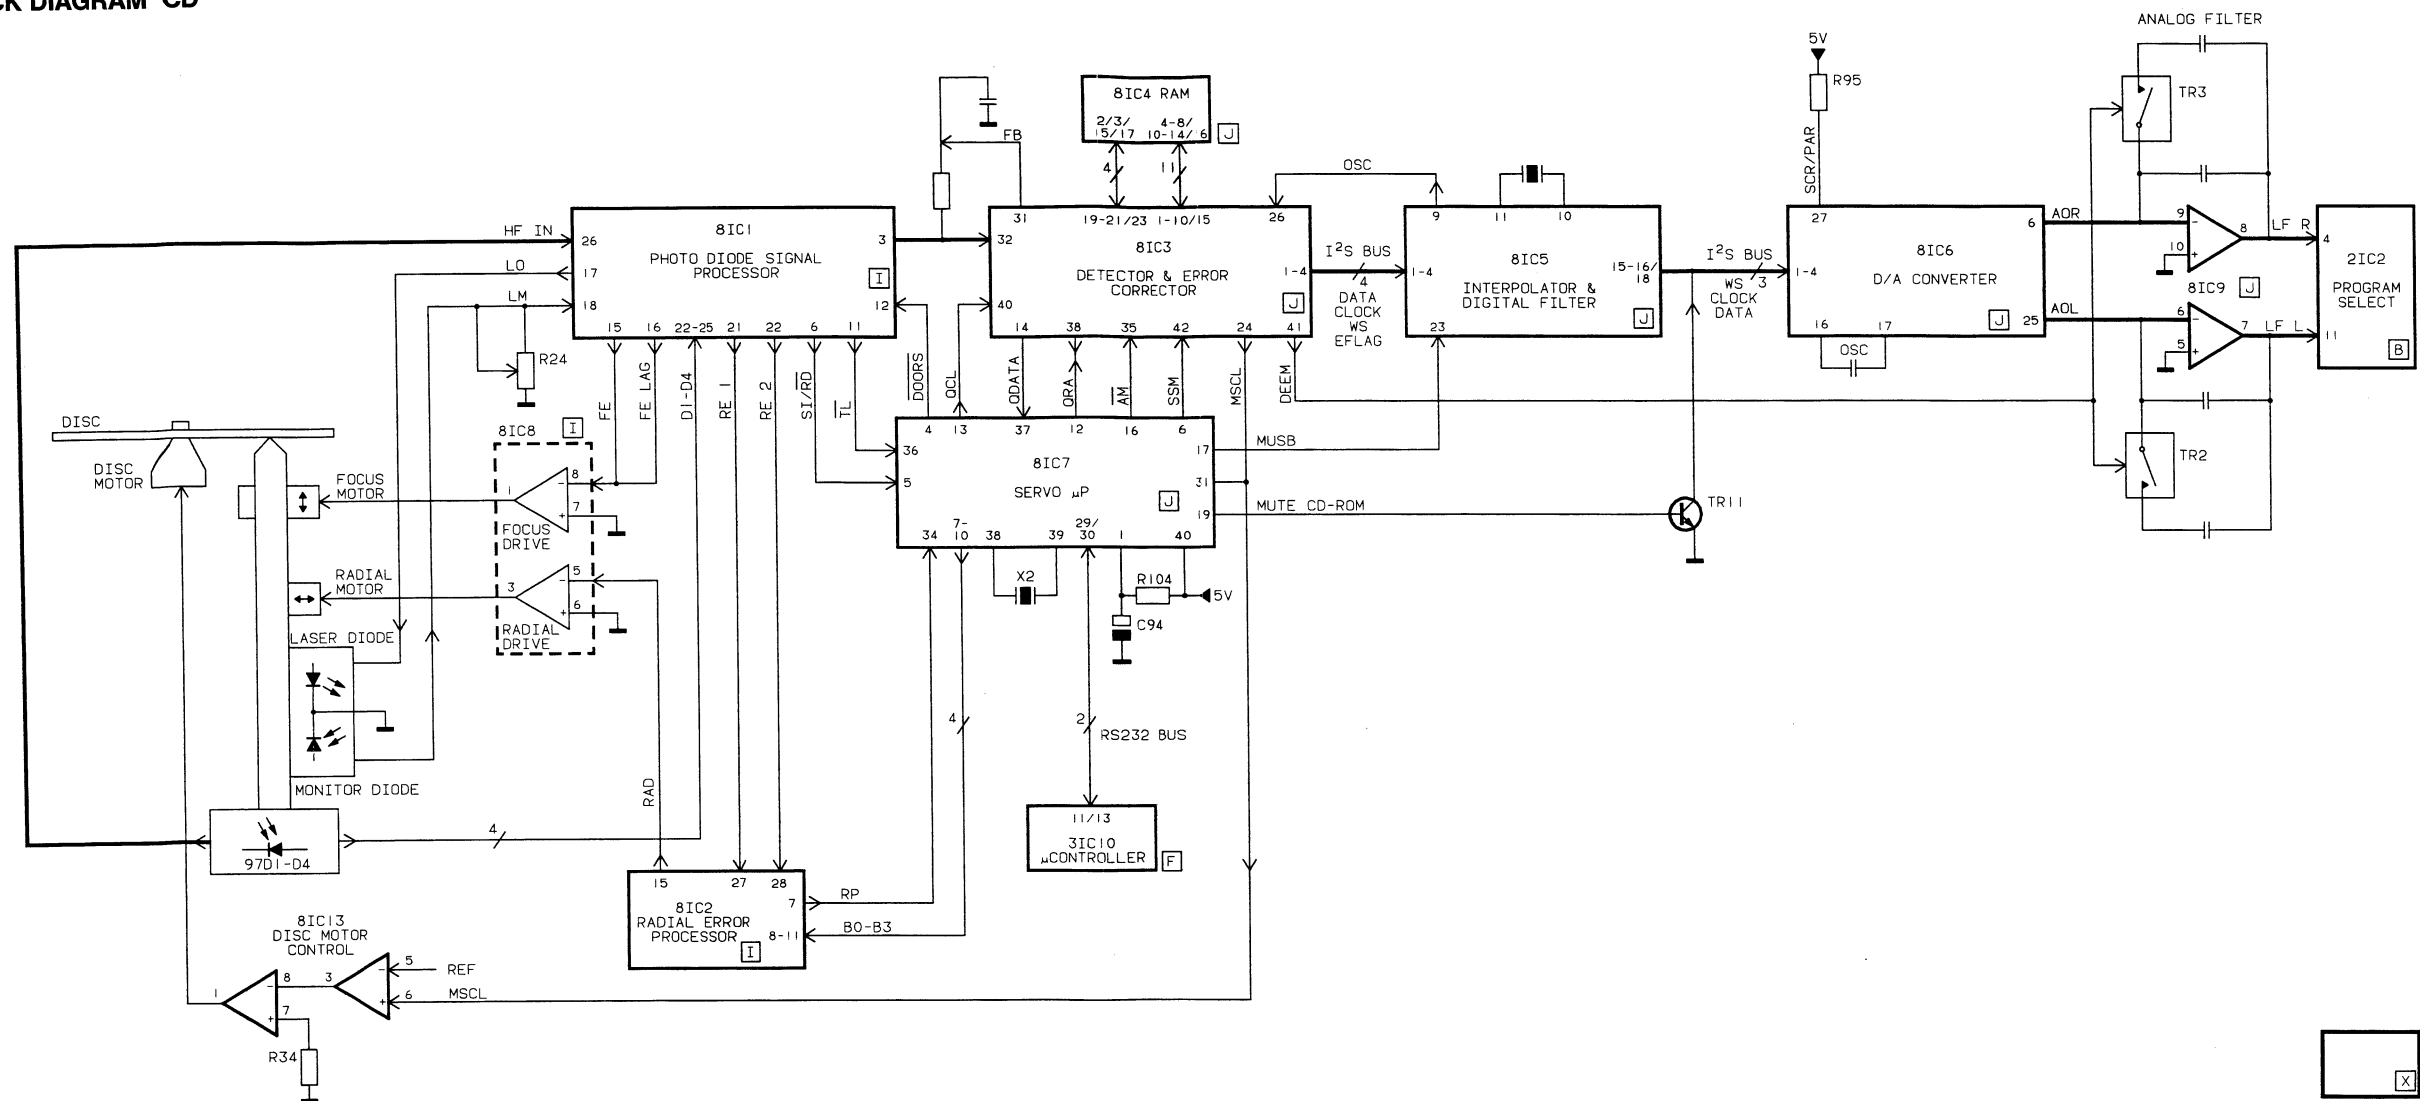 CK DIAGRAM CD
ANALOG FILTER
5V
R95
SCR/PAR
TR3
8IC4 RAM
2/3/ 4-8/
15/17 10-14/16
J
FB
4
11
OSC
HF IN
26
LO
17
LM
18
8IC1
PHOTO DIODE SIGNAL
PROCESSOR
I
3
12
15 16 22-25 21 22 6 11
31 19-21/23 1-10/15 26
32
8IC3
DETECTOR & ERROR
CORRECTOR
1-4
40
J
14 38 35 42 24 41
I²S BUS
4
DATA
CLOCK
WS
EFLAG
9 11 10
1-4
8IC5
15-16/
18
INTERPOLATOR &
DIGITAL FILTER
J
23
I²S BUS
WS 3
CLOCK
DATA
27
6
1-4
8IC6
D/A CONVERTER
25
16 17
J
OSC
AOR
AOL
9
-
8
10
+
LF R
8IC9
J
6
-
7
5
+
LF L
4
2IC2
PROGRAM
SELECT
11
B
TR2
R24
FE
FE LAG
D1-D4
RE 1
RE 2
SI/RD
TL
DOORS
QCL
QDATA
QRA
AM
SSM
MSCL
DEEM
DISC
DISC
MOTOR
8IC8
I
FOCUS
MOTOR
1
8
-
7
+
FOCUS
DRIVE
RADIAL
MOTOR
3
5
-
6
+
RADIAL
DRIVE
4 13 37 12 16 6
36
5
8IC7
SERVO µP
J
17
31
19
34 7-
10 38 39 29/
30 1 40
MUSB
MUTE CD-ROM
TR11
X2
R104
5V
C94
LASER DIODE
MONITOR DIODE
4
2
RS232 BUS
RAD
4
97D1-D4
11/13
3IC10
µCONTROLLER
F
15 27 28
8IC2
7
RADIAL ERROR
PROCESSOR
8-11
I
RP
B0-B3
8IC13
DISC MOTOR
CONTROL
1
8
-
7
+
3
5
-
REF
6
+
MSCL
R34
X